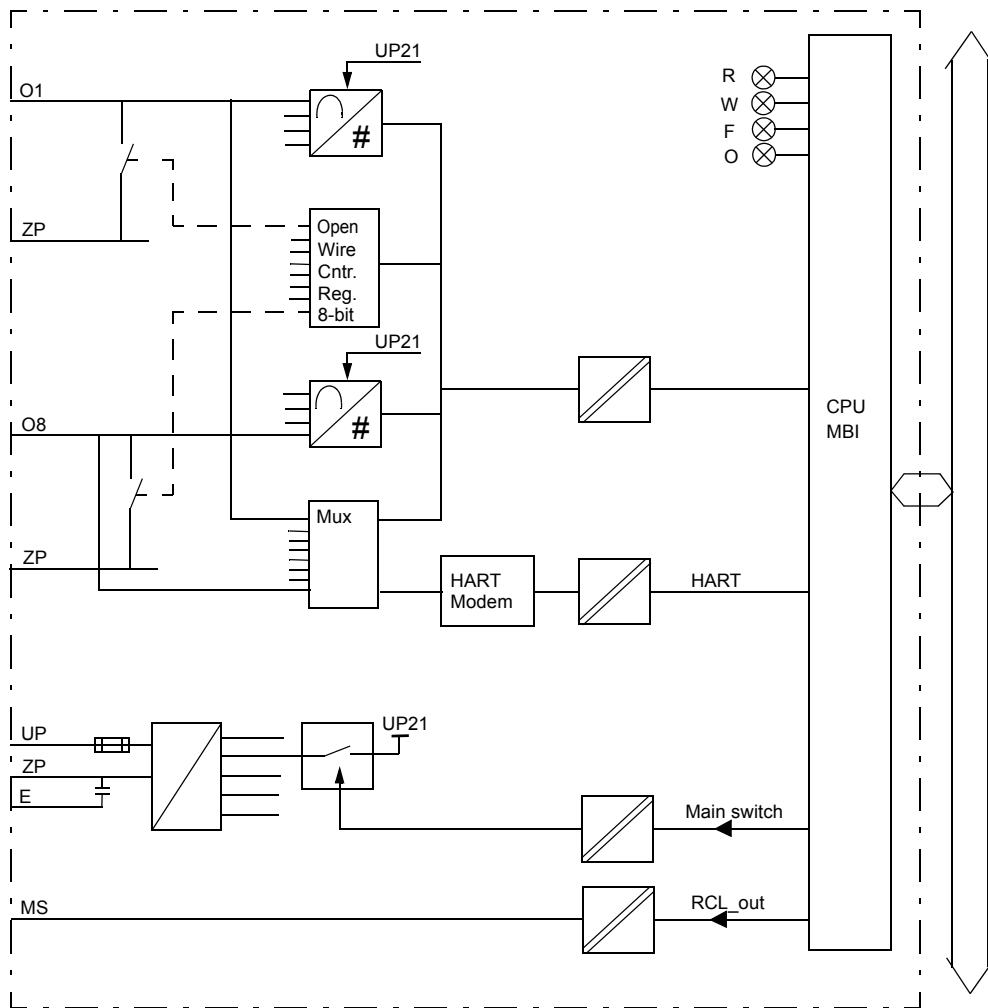 UP21
O1
#
R
W
F
O
ZP
Open
Wire
Cntr.
Reg.
8-bit
UP21
#
O8
CPU
MBI
Mux
ZP
HART
Modem
HART
UP
UP21
ZP
E
Main switch
MS
RCL_out